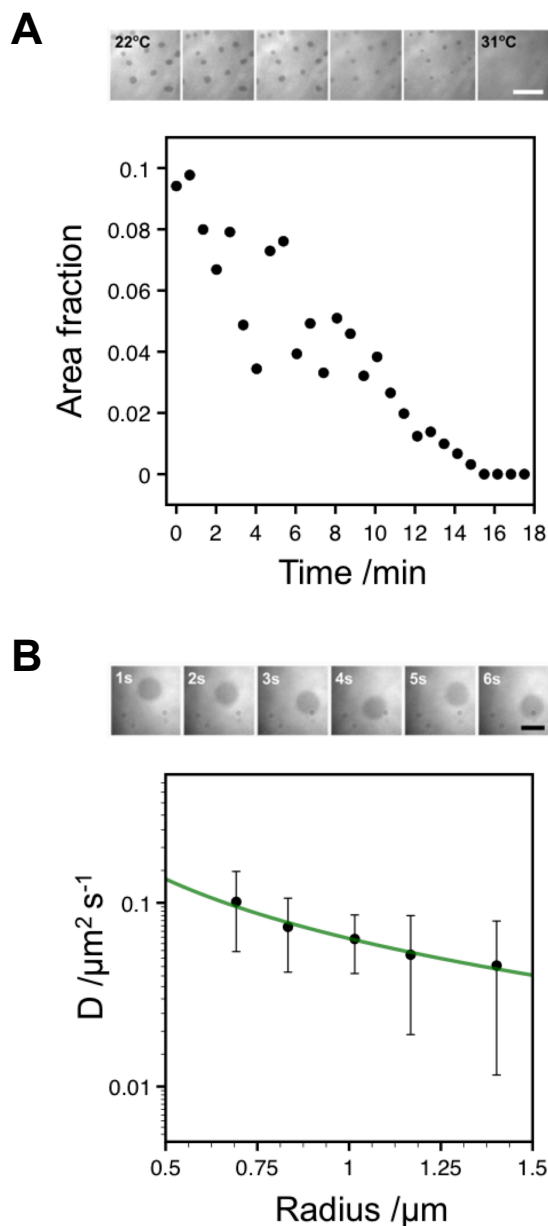 A
22°C 31°C
0.1
0.08
0.06
0.04
0.02
0
Area fraction
0 2 4 6 8 10 12 14 16 18
Time /min
B
1s 2s 3s 4s 5s 6s
0.1
0.01
D /µm² s⁻¹
0.5 0.75 1 1.25 1.5
Radius /µm